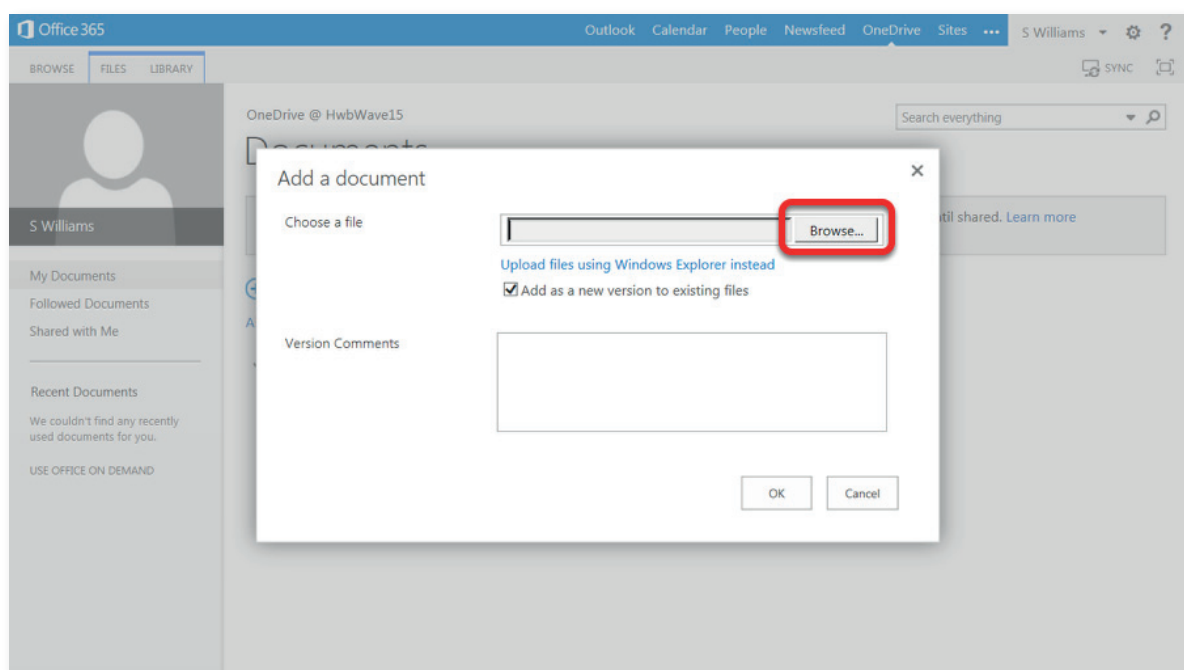 Office 365
Outlook Calendar People Newsfeed OneDrive Sites ••• S Williams ?
BROWSE FILES LIBRARY SYNC
OneDrive @ HwbWave15
Search everything
Documents
S Williams
My Documents
Followed Documents
Shared with Me
Recent Documents
We couldn't find any recently
used documents for you.
USE OFFICE ON DEMAND
shared. Learn more
Add a document
Choose a file
Browse...
Upload files using Windows Explorer instead
Add as a new version to existing files
Version Comments
OK Cancel